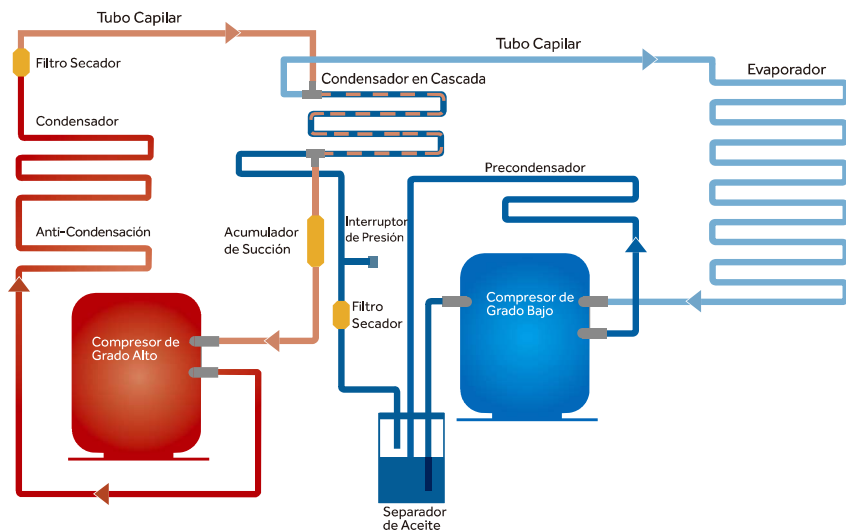 Tubo Capilar
Tubo Capilar
Filtro Secador
Condensador en Cascada
Evaporador
Condensador
Precondensador
Anti-Condensación
Acumulador
de Succión
Interruptor
de Presión
Compresor de
Grado Bajo
Filtro
Secador
Compresor de
Grado Alto
Separador
de Aceite